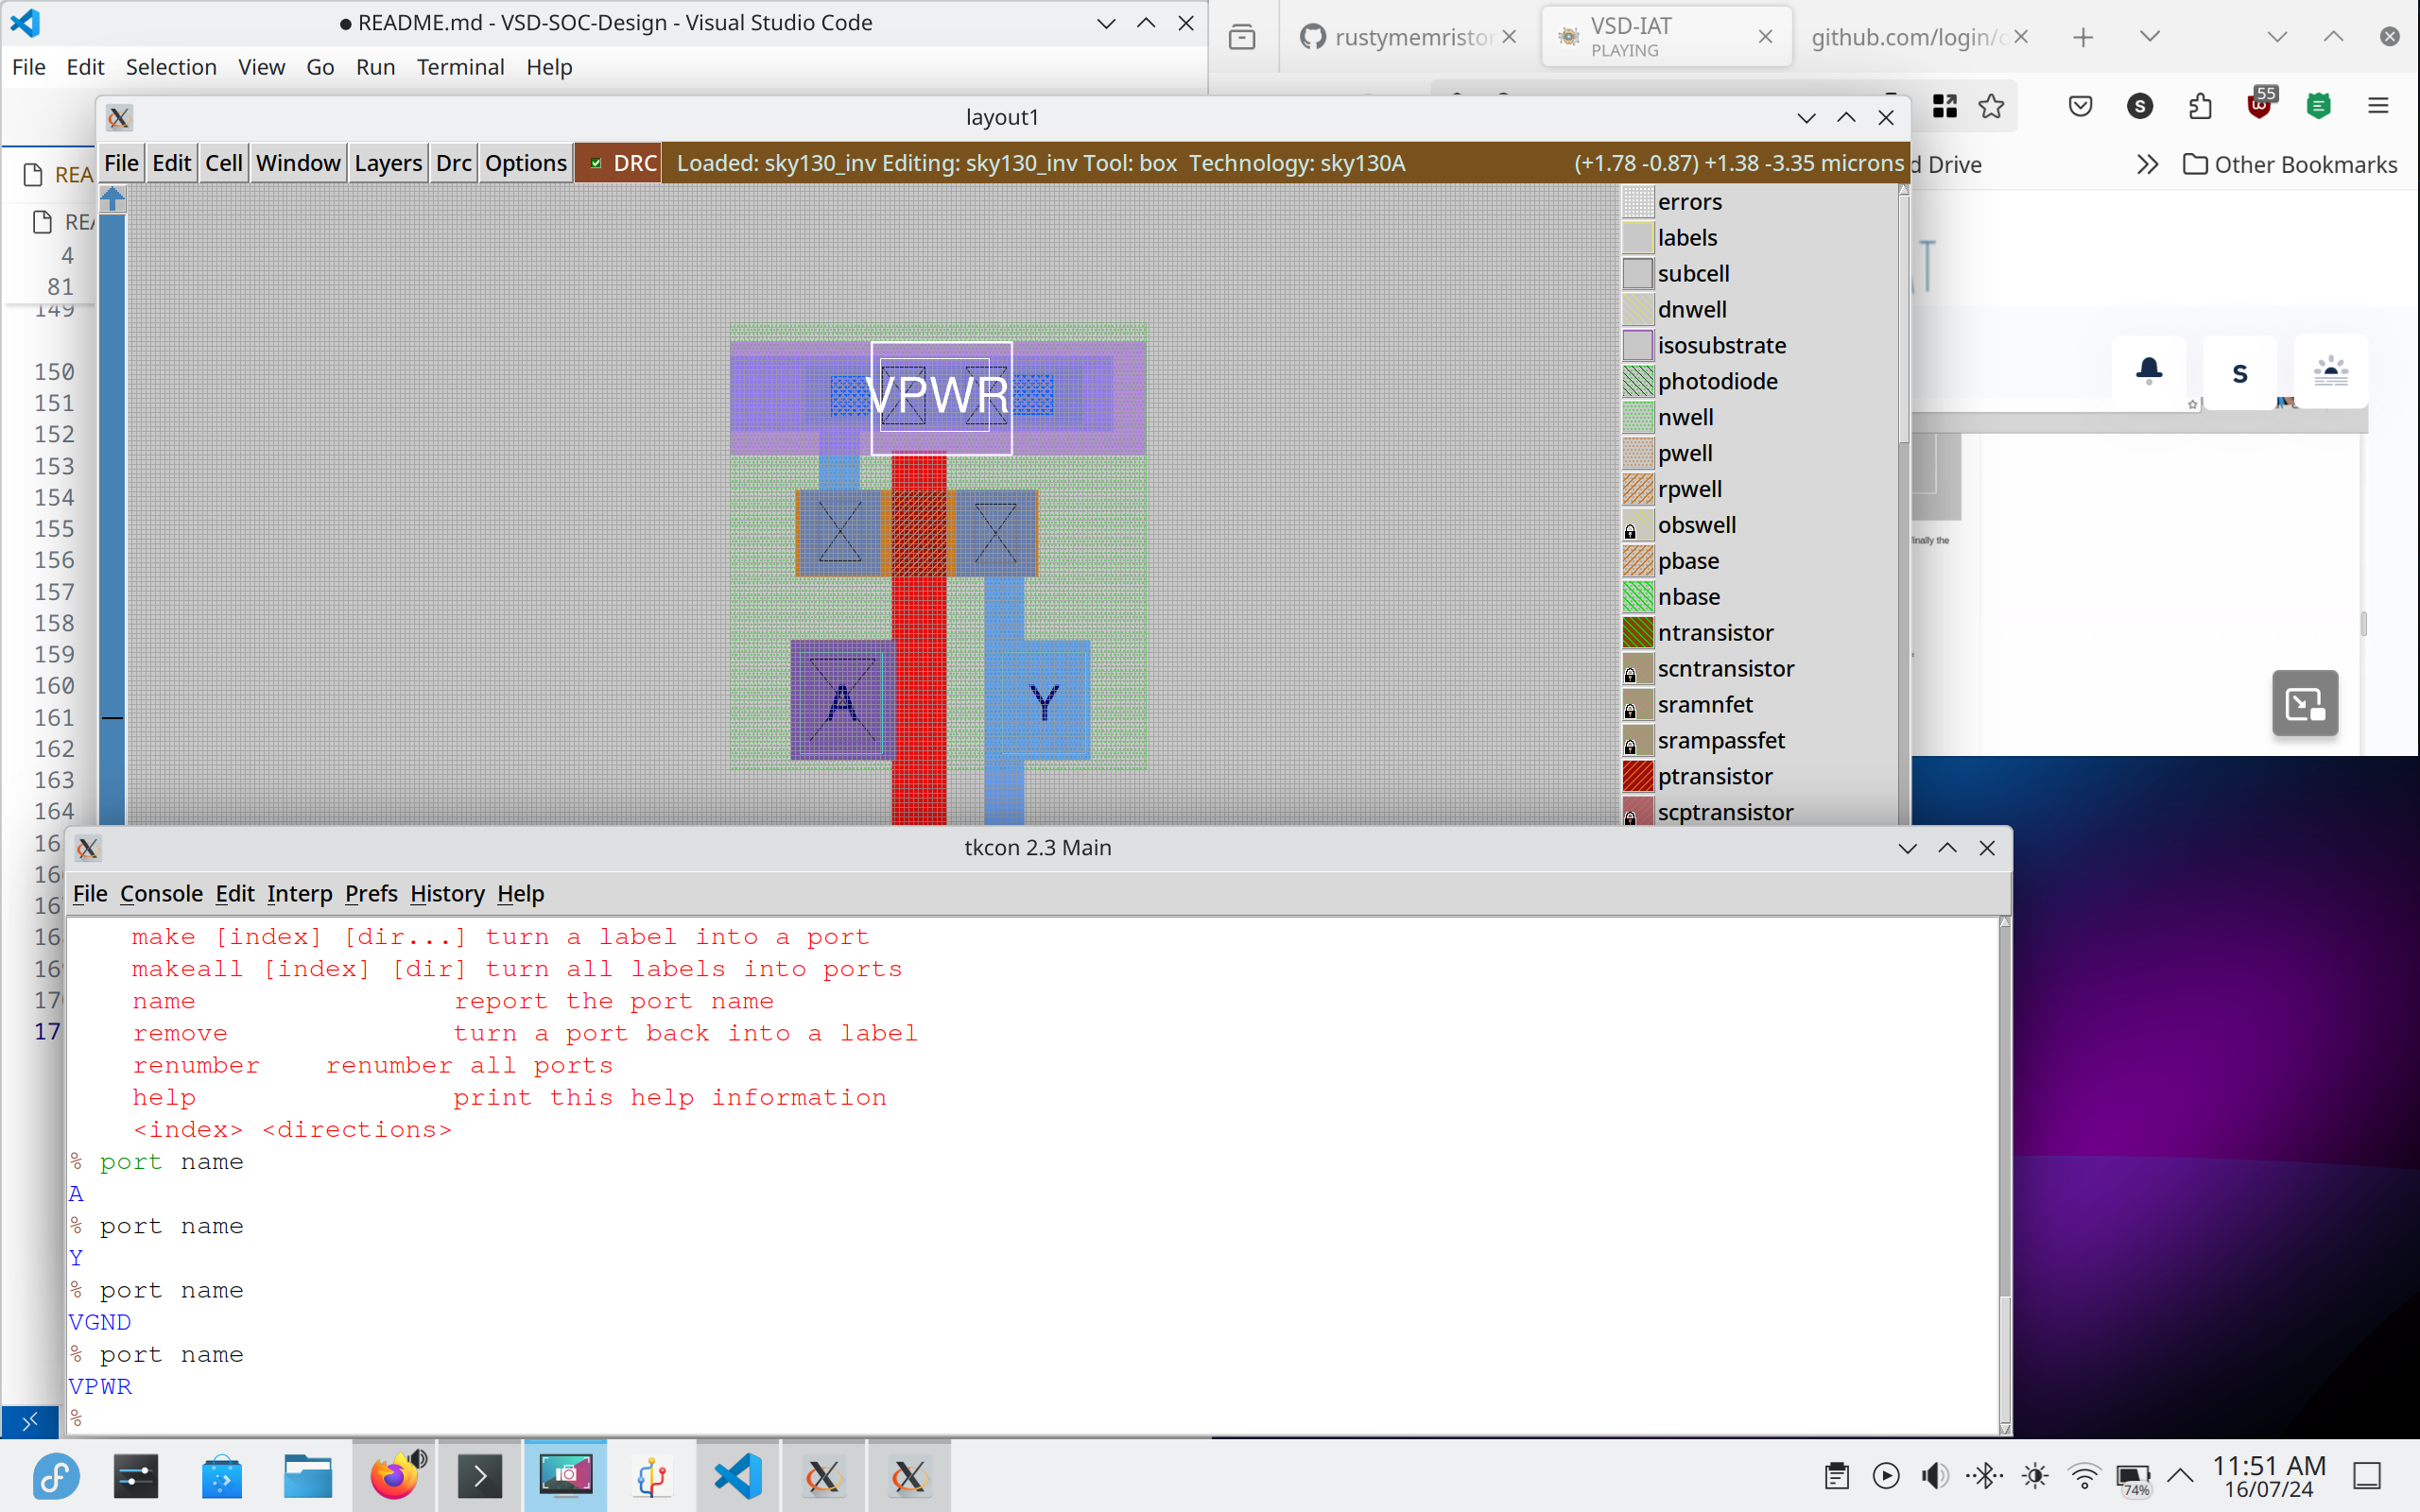 ● README.md - VSD-SOC-Design - Visual Studio Code
File Edit Selection View Go Run Terminal Help
rustymemristor
VSD-IAT
PLAYING
github.com/login/
55
S
Other Bookmarks
d Drive
layout1
File Edit Cell Window Layers Drc Options DRC Loaded: sky130_inv Editing: sky130_inv Tool: box Technology: sky130A (+1.78 -0.87) +1.38 -3.35 microns
REA
REA
4
81
149
150
151
152
153
154
155
156
157
158
159
160
161
162
163
164
16
16
16
16
16
17
17
VPWR
A
Y
errors
labels
subcell
dnwell
isosubstrate
photodiode
nwell
pwell
rpwell
obswell
pbase
nbase
ntransistor
scntransistor
sramnfet
srampassfet
ptransistor
scptransistor
AT
S
finally the
tkcon 2.3 Main
File Console Edit Interp Prefs History Help
make [index] [dir...] turn a label into a port
makeall [index] [dir] turn all labels into ports
name report the port name
remove turn a port back into a label
renumber renumber all ports
help print this help information
<index> <directions>
% port name
A
% port name
Y
% port name
VGND
% port name
VPWR
%
74%
11:51 AM
16/07/24